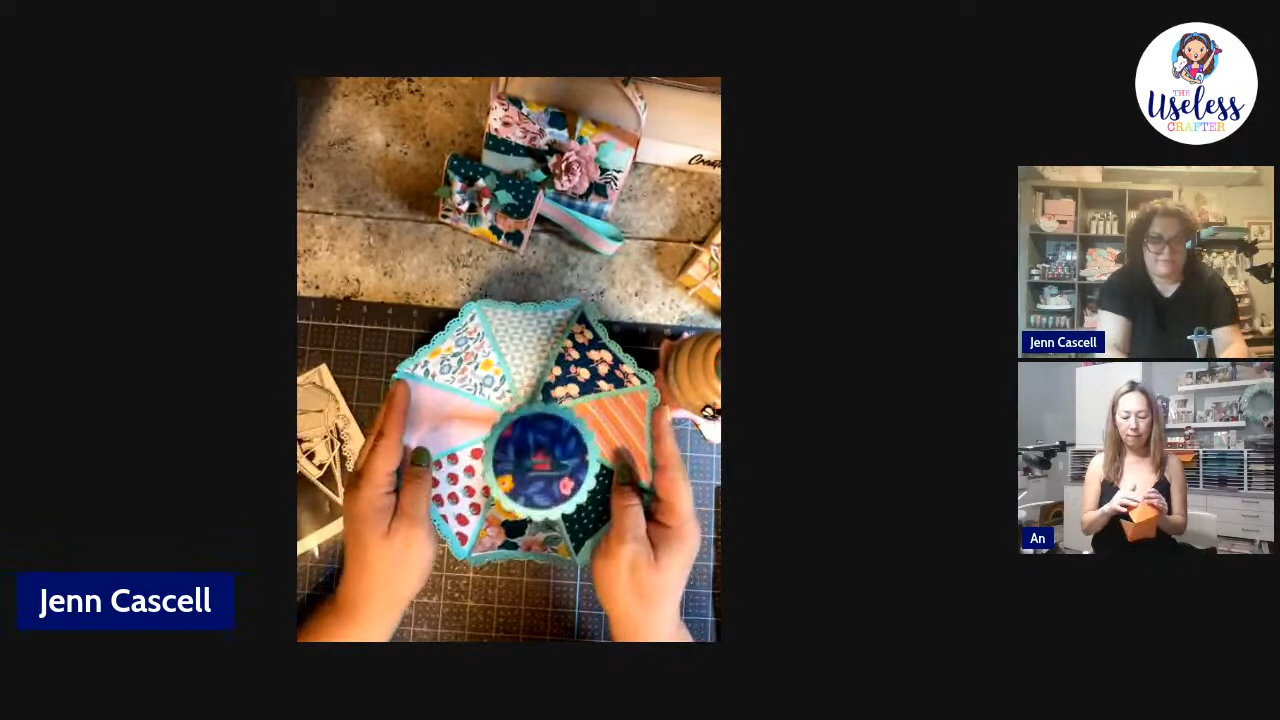 THE
Useless
CRAFTER
Jenn Cascell
An
Jenn Cascell